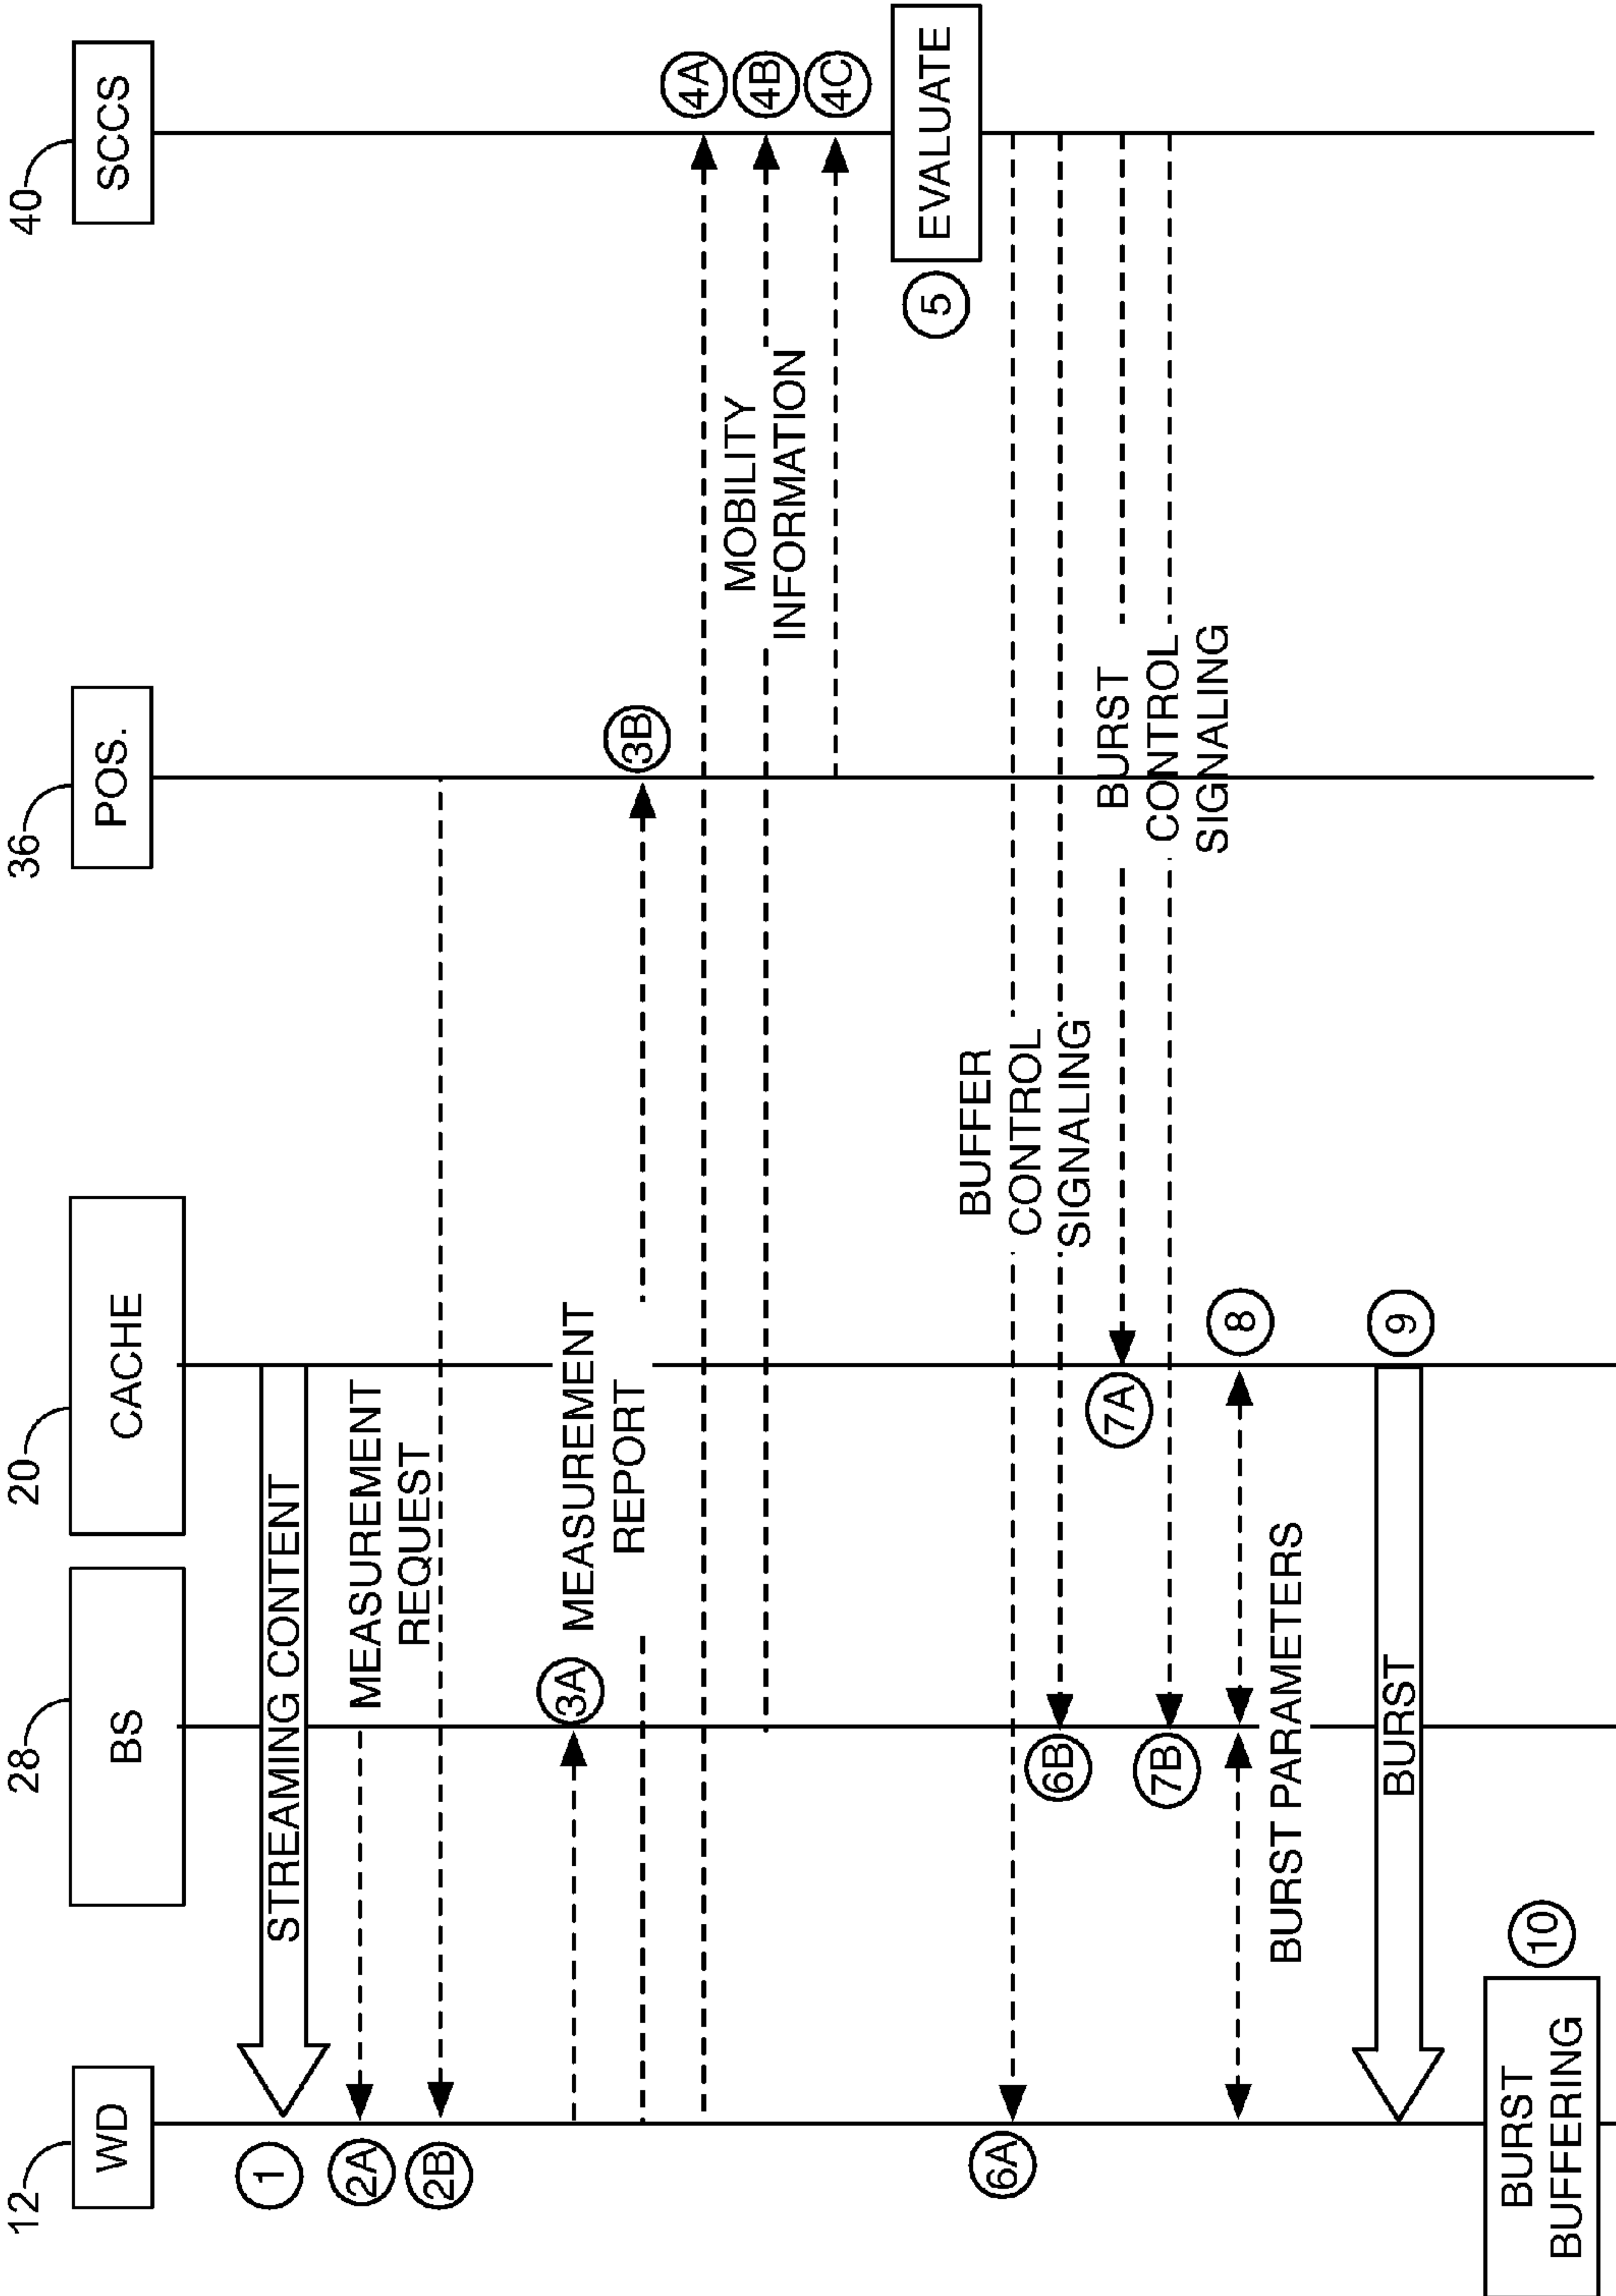 12
28
20
36
40
WD
BS
CACHE
POS.
SCCS
1
STREAMING CONTENT
2A
MEASUREMENT
REQUEST
2B
3A
MEASUREMENT
REPORT
3B
4A
MOBILITY
INFORMATION
4B
4C
5
EVALUATE
6A
BUFFER
CONTROL
SIGNALING
6B
7A
BURST
CONTROL
SIGNALING
7B
8
BURST PARAMETERS
9
BURST
BURST
BUFFERING
10